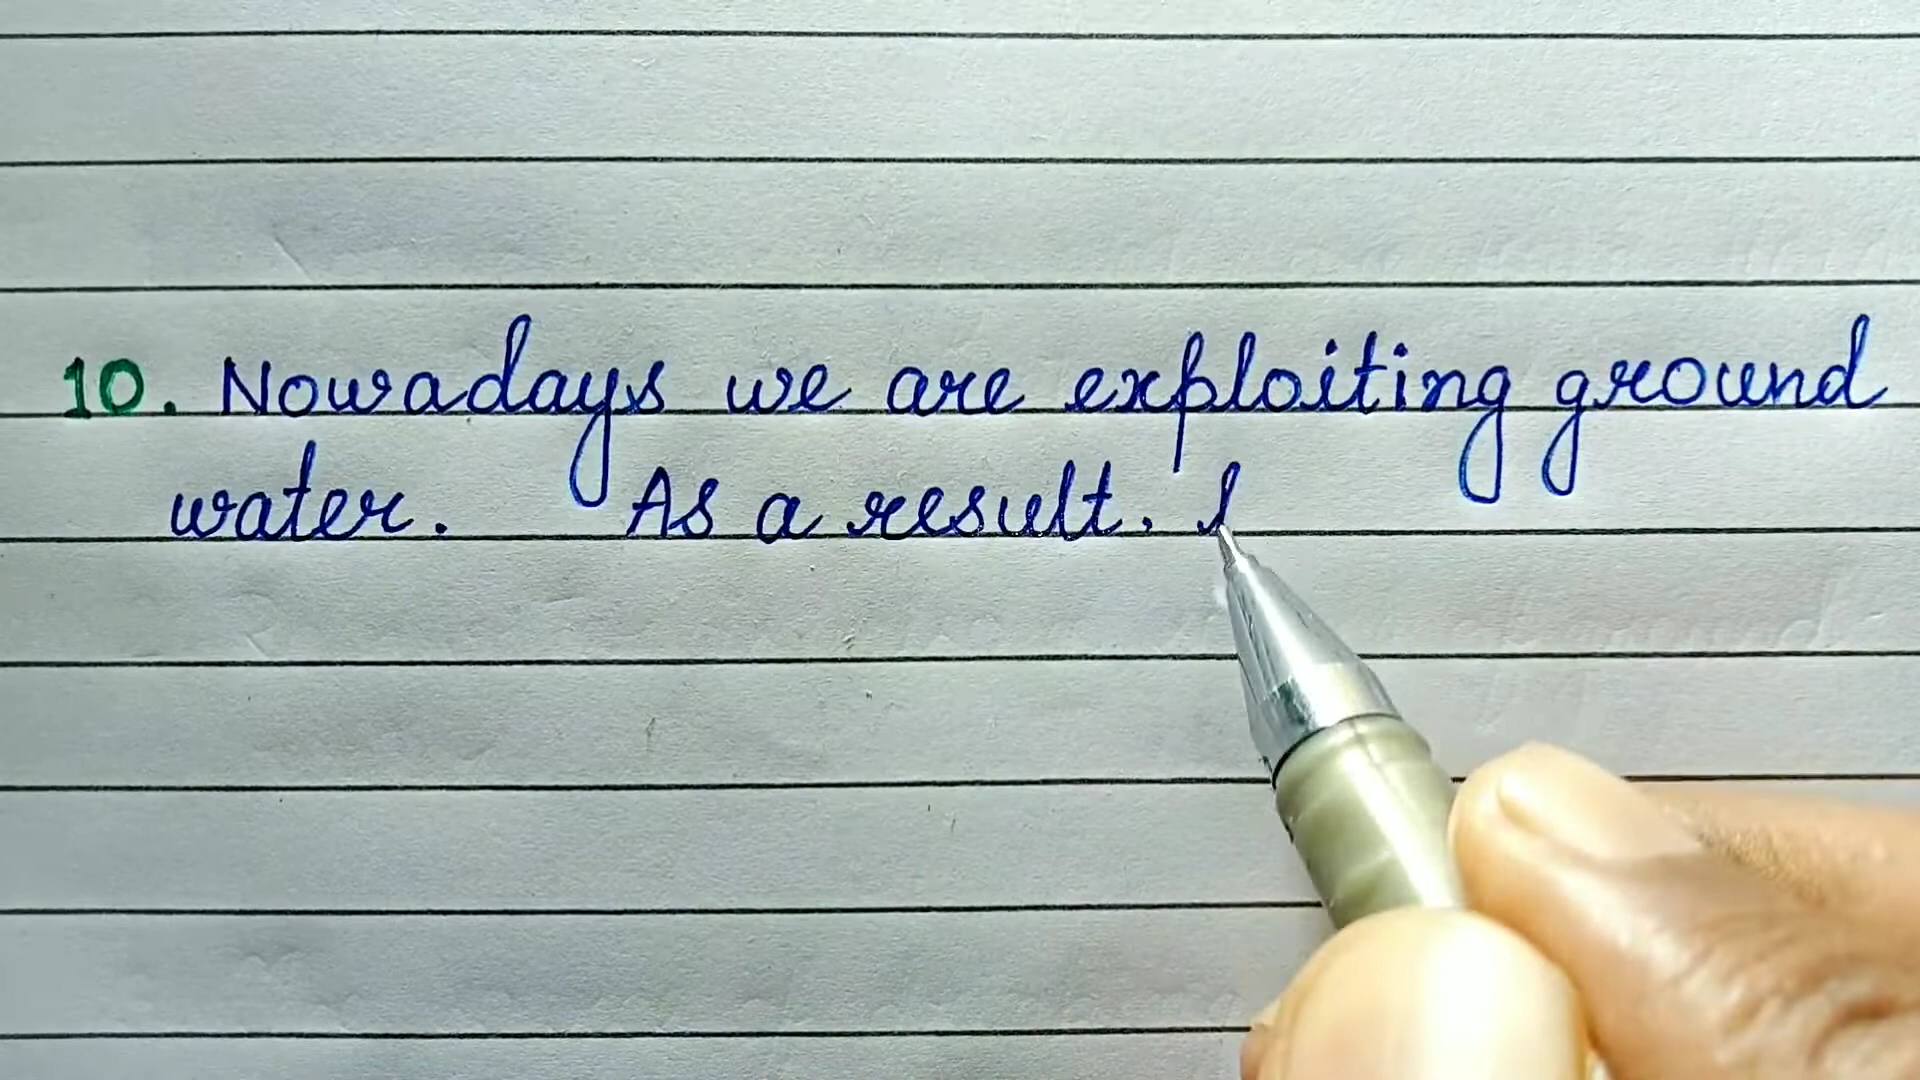 10. Nowadays we are exploiting ground
water. As a result,